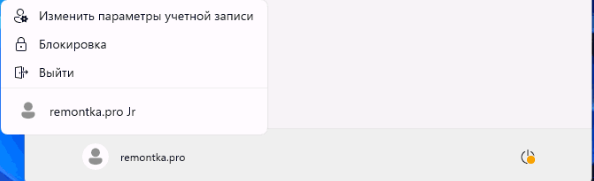 Изменить параметры учетной записи
Блокировка
Выйти
remontka.pro Jr
remontka.pro